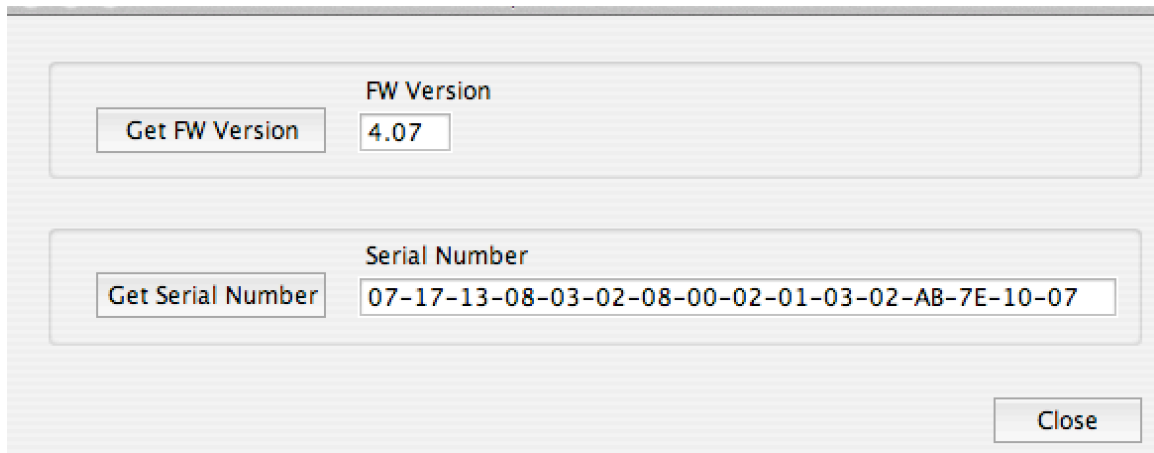 FW Version
Get FW Version
4.07
Serial Number
Get Serial Number
07-17-13-08-03-02-08-00-02-01-03-02-AB-7E-10-07
Close